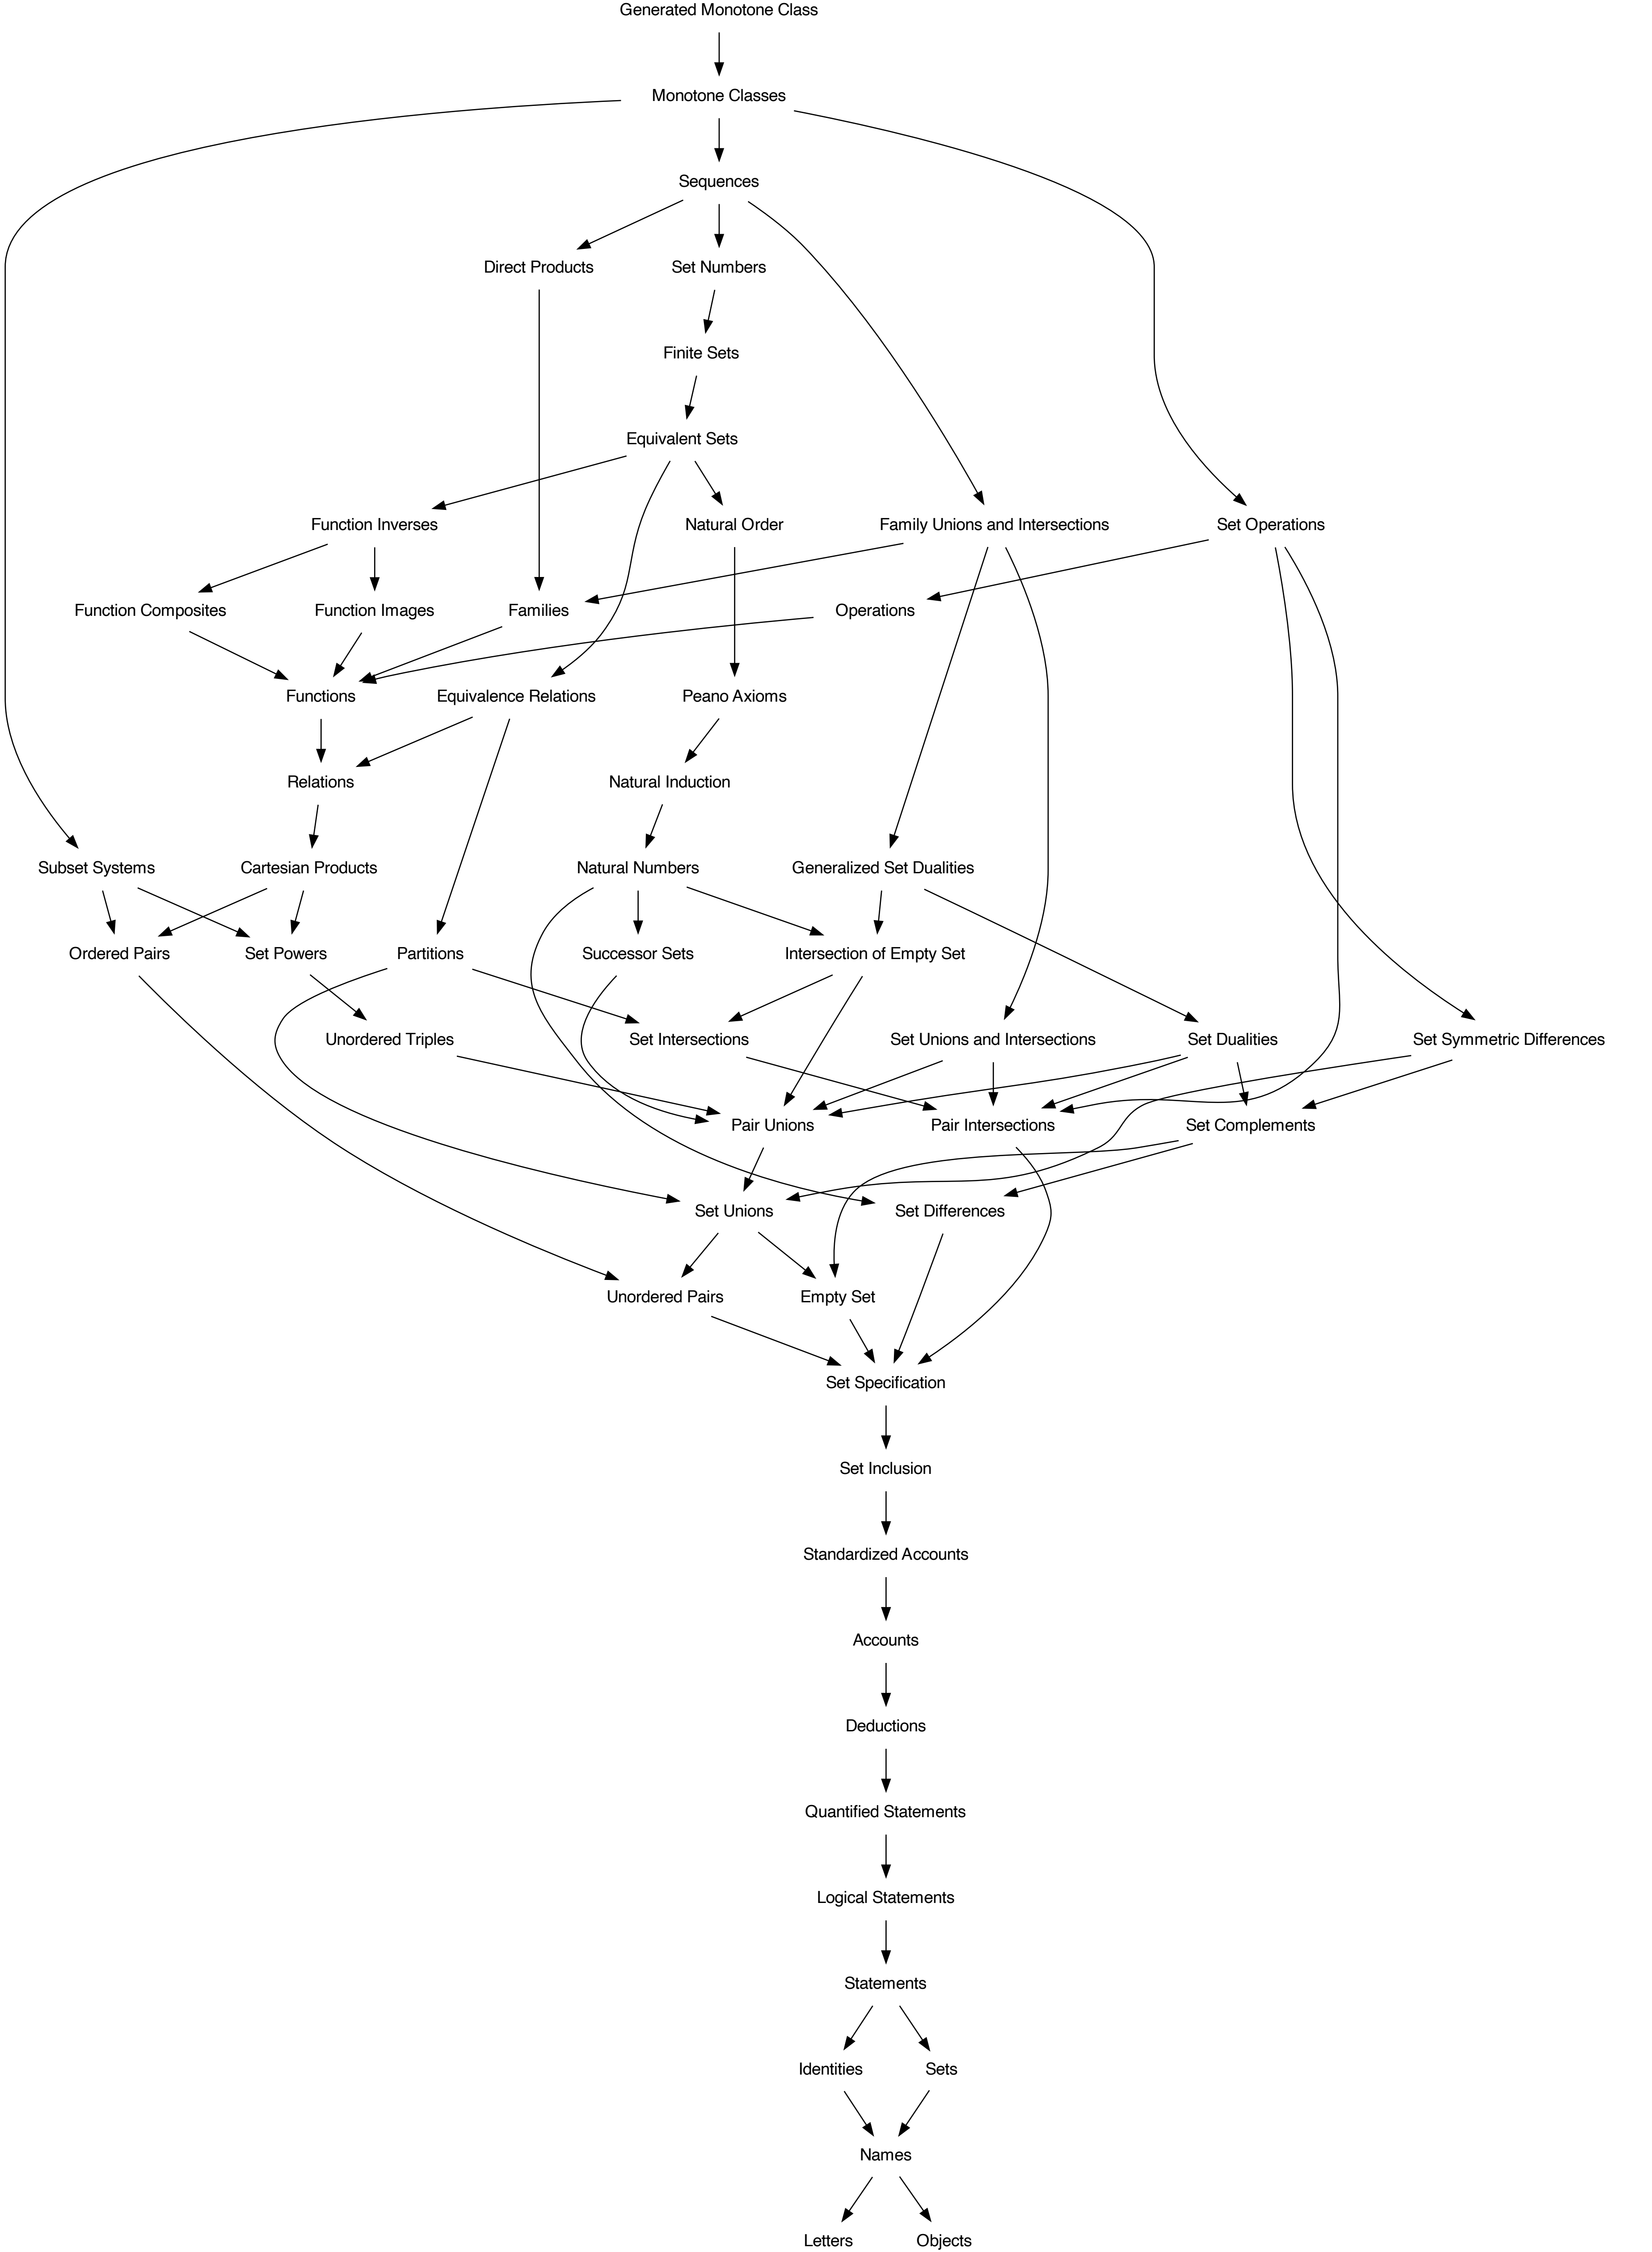 Generated Monotone Class
Monotone Classes
Sequences
Direct Products
Set Numbers
Finite Sets
Equivalent Sets
Function Inverses
Natural Order
Family Unions and Intersections
Set Operations
Function Composites
Function Images
Families
Operations
Functions
Equivalence Relations
Peano Axioms
Relations
Natural Induction
Subset Systems
Cartesian Products
Natural Numbers
Generalized Set Dualities
Ordered Pairs
Set Powers
Partitions
Successor Sets
Intersection of Empty Set
Unordered Triples
Set Intersections
Set Unions and Intersections
Set Dualities
Set Symmetric Differences
Pair Unions
Pair Intersections
Set Complements
Set Unions
Set Differences
Unordered Pairs
Empty Set
Set Specification
Set Inclusion
Standardized Accounts
Accounts
Deductions
Quantified Statements
Logical Statements
Statements
Identities
Sets
Names
Letters
Objects